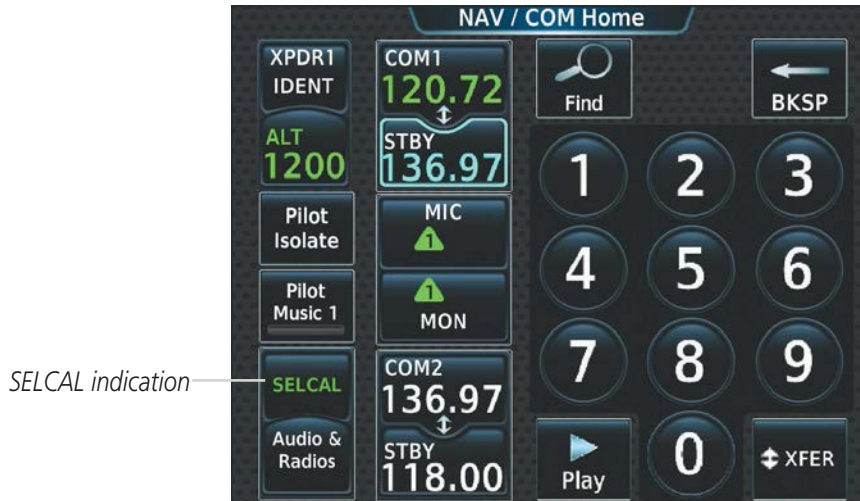 NAV / COM Home
XPDR1
IDENT
ALT
1200
Pilot
Isolate
Pilot
Music 1
SELCAL
Audio &
Radios
COM1
120.72
STBY
136.97
MIC
1
1
MON
COM2
136.97
STBY
118.00
Find
BKSP
1 2 3
4 5 6
7 8 9
Play
0
XFER
SELCAL indication